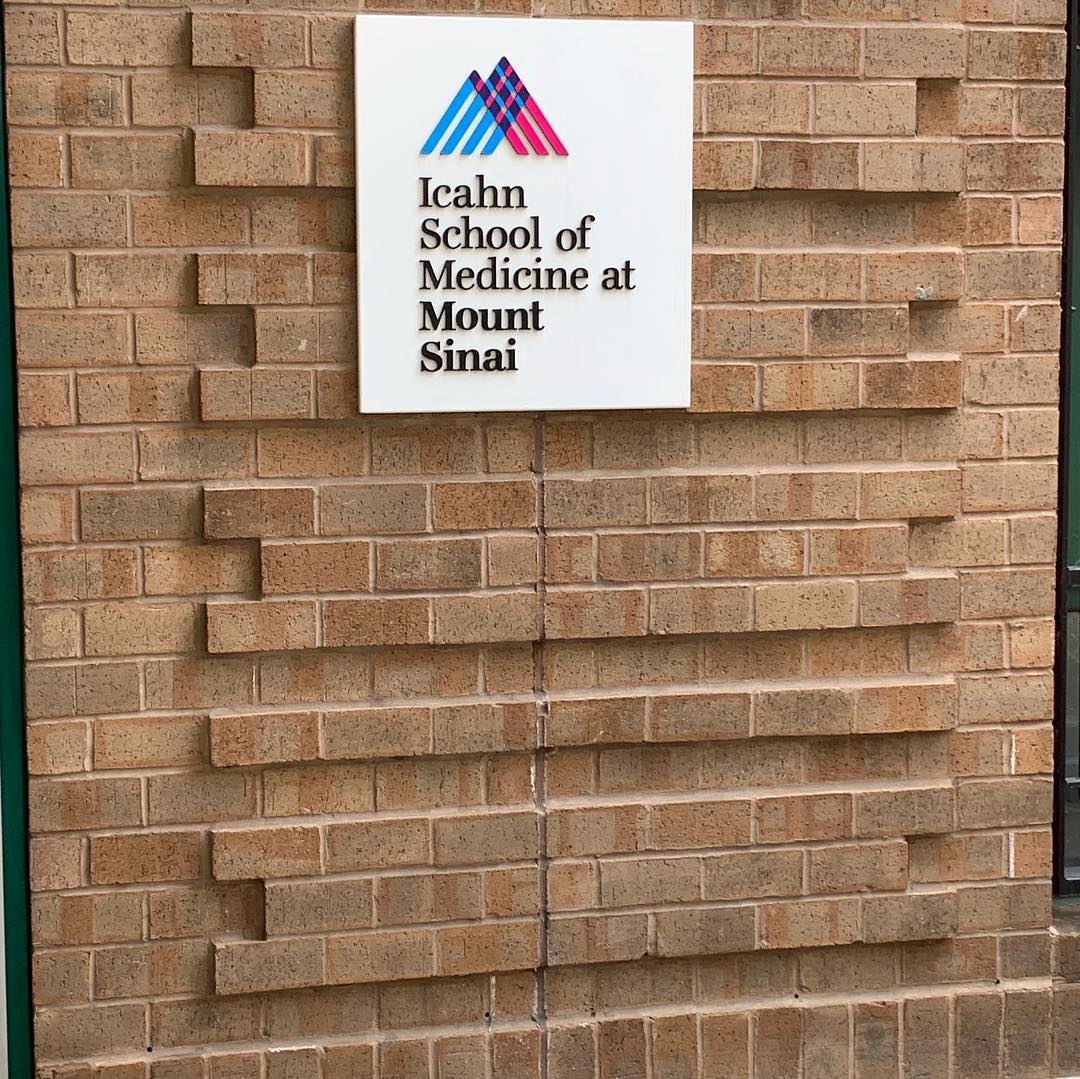 Icahn
School of
Medicine at
Mount
Sinai